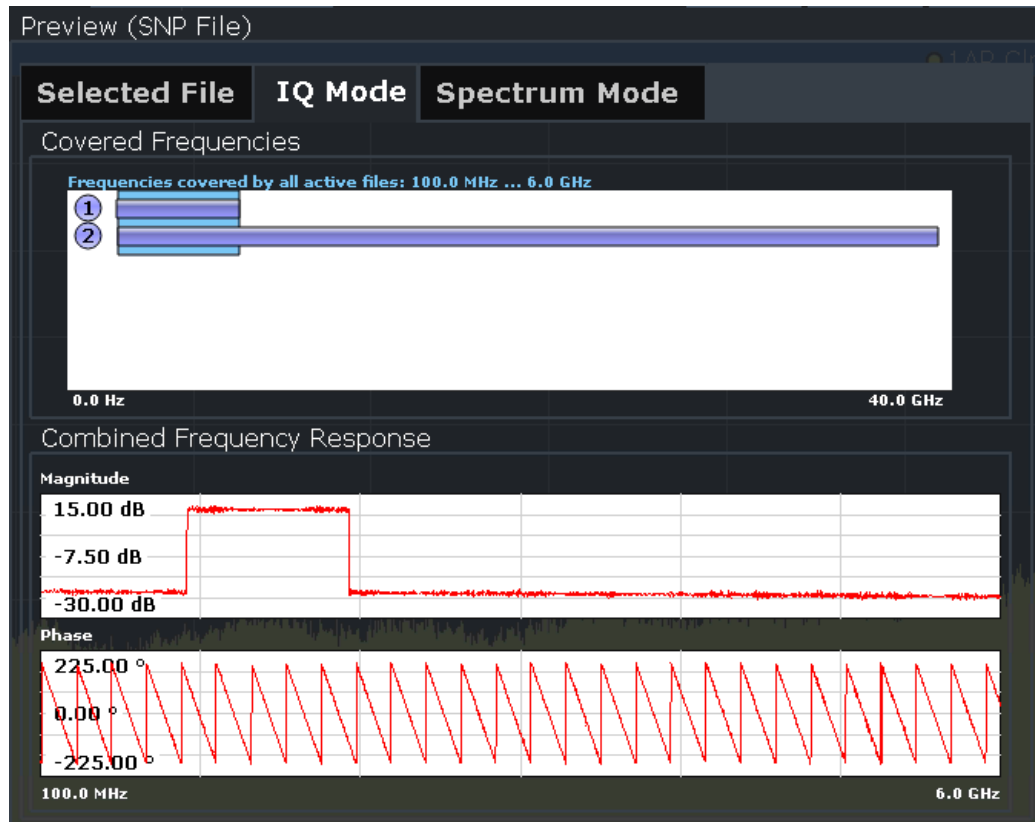 Preview (SNP File)
Selected File IQ Mode Spectrum Mode
Covered Frequencies
Frequencies covered by all active files: 100.0 MHz ... 6.0 GHz
1
2
0.0 Hz 40.0 GHz
Combined Frequency Response
Magnitude
15.00 dB
-7.50 dB
-30.00 dB
Phase
225.00 °
0.00 °
-225.00 °
100.0 MHz 6.0 GHz